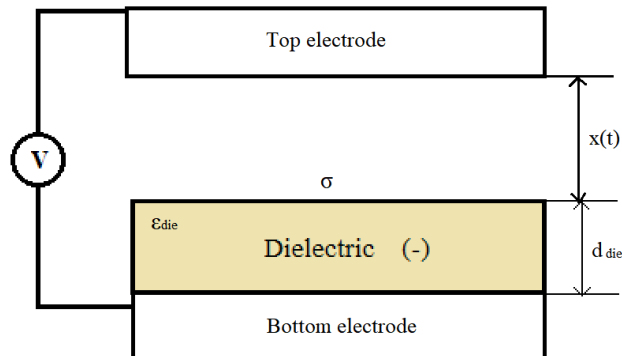 Top electrode
V
x(t)
σ
εdie
Dielectric (-)
d die
Bottom electrode